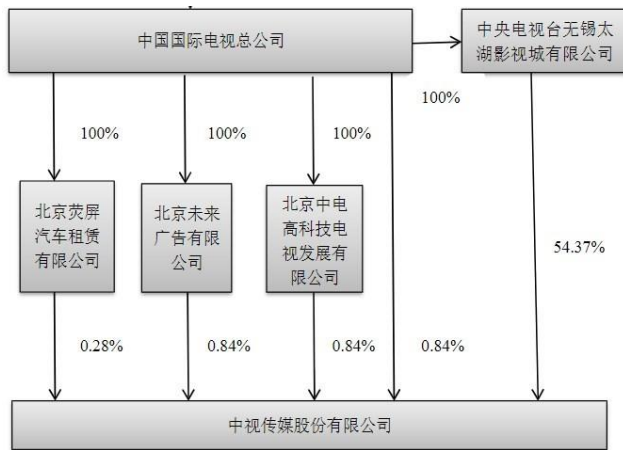 中国国际电视总公司
中央电视台无锡太
湖影视城有限公司
100%
100%
100%
100%
北京荧屏
汽车租赁
有限公司
北京未来
广告有限
公司
北京中电
高科技电
视发展有
限公司
54.37%
0.28%
0.84%
0.84%
0.84%
中视传媒股份有限公司